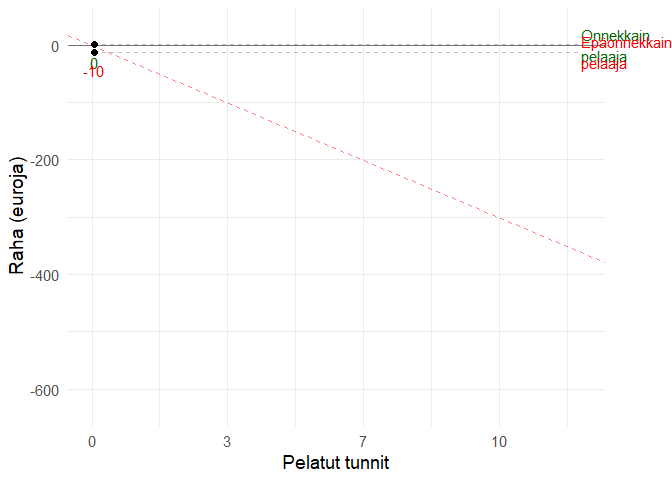 Onnekkain
pelaaja
Epäonnekkain
pelaaja
0
-10
0
-200
-400
-600
0
3
7
10
Raha (euroja)
Pelatut tunnit